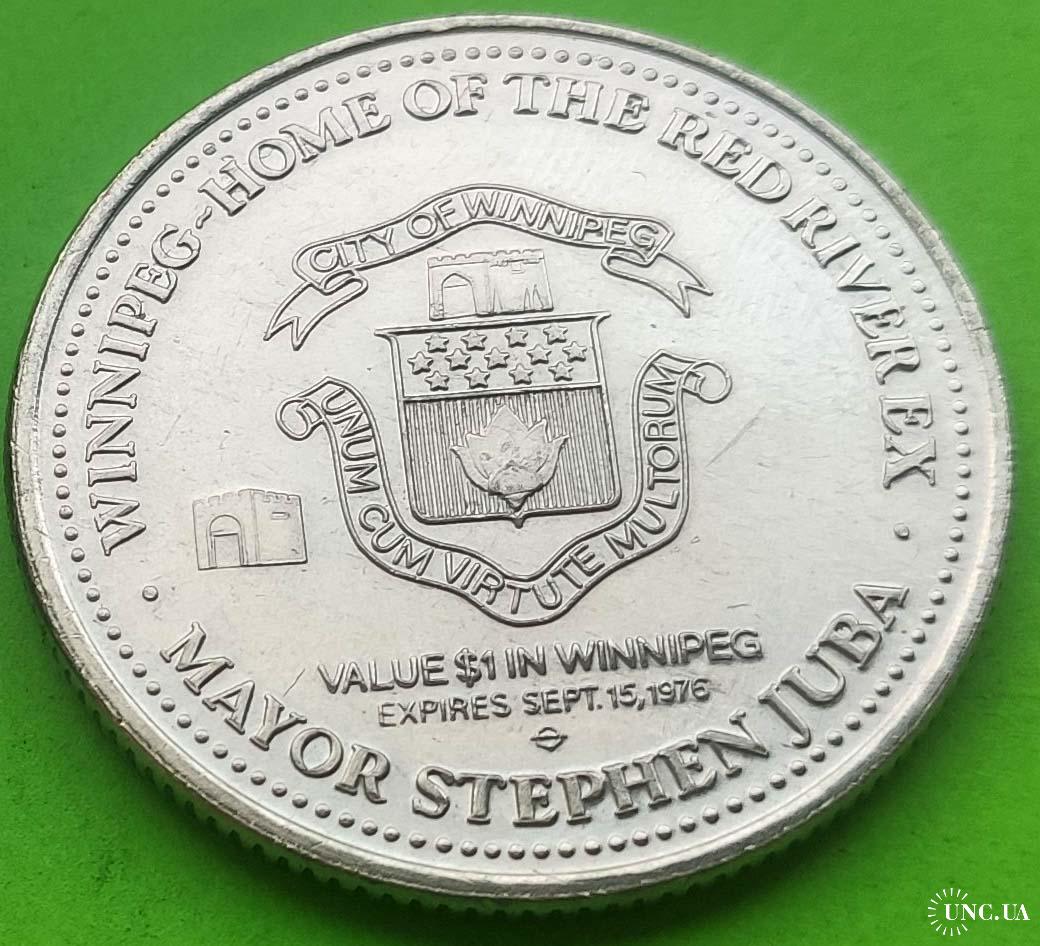 WINNIPEG-HOME OF THE RED RIVER EX
CITY OF WINNIPEG
UNUM CUM VIRTUTE MULTORUM
VALUE $1 IN WINNIPEG
EXPIRES SEPT. 15, 1976
· MAYOR STEPHEN JUBA ·
UNC.UA